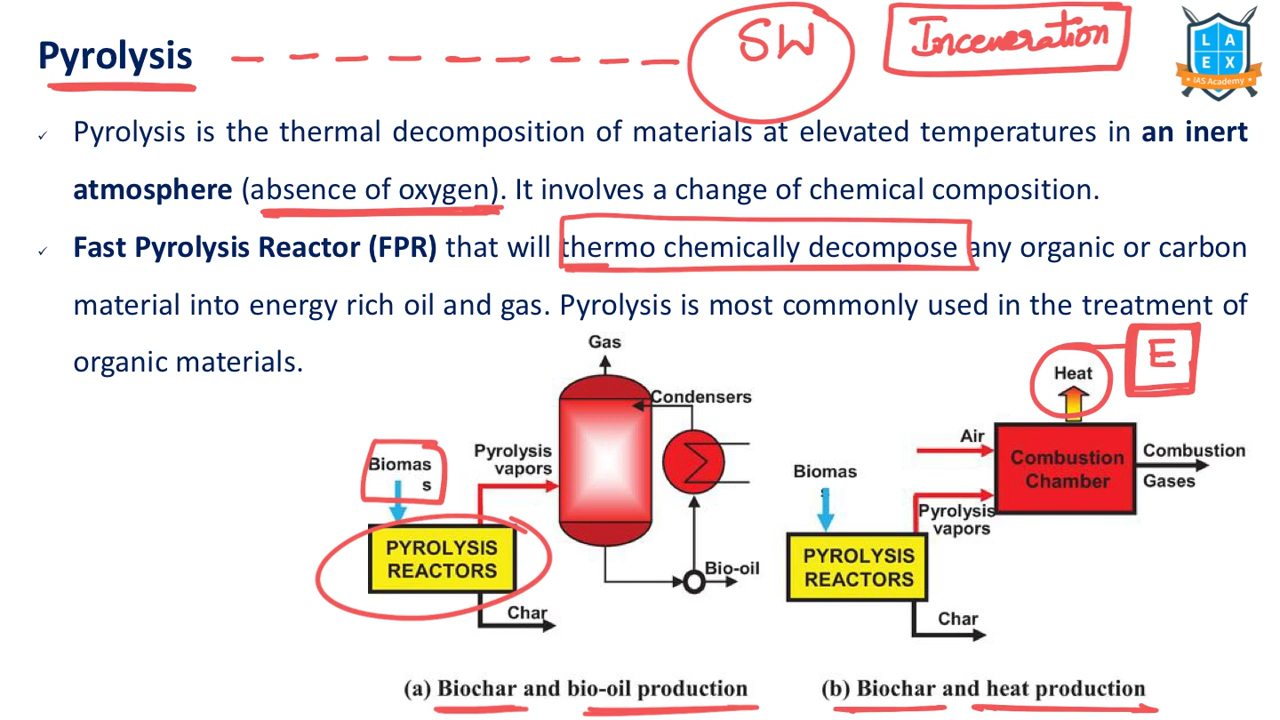 Pyrolysis
SW
Inceneration
L A
E X
IAS Academy
✓ Pyrolysis is the thermal decomposition of materials at elevated temperatures in an inert
atmosphere (absence of oxygen). It involves a change of chemical composition.
✓ Fast Pyrolysis Reactor (FPR) that will thermo chemically decompose any organic or carbon
material into energy rich oil and gas. Pyrolysis is most commonly used in the treatment of
organic materials.
Gas
Condensers
Pyrolysis
vapors
Biomas
s
PYROLYSIS
REACTORS
Bio-oil
Char
(a) Biochar and bio-oil production
E
Heat
Air
Combustion
Chamber
Combustion
Gases
Biomas
s
Pyrolysis
vapors
PYROLYSIS
REACTORS
Char
(b) Biochar and heat production